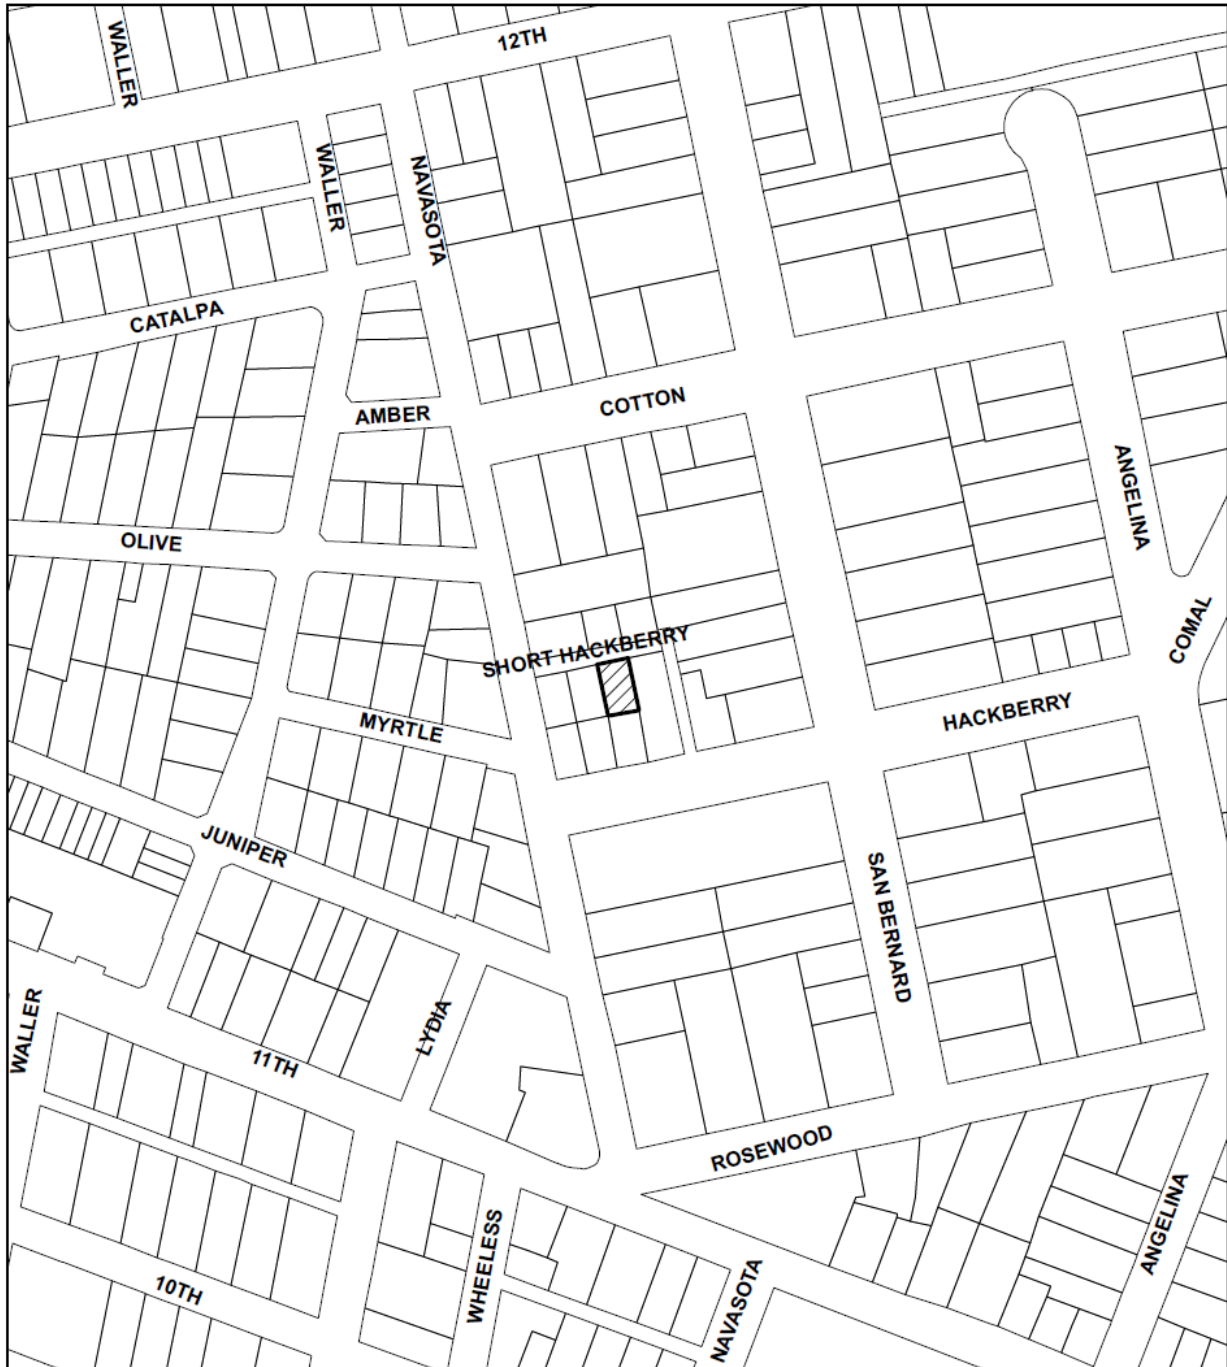 WALLER
12TH
WALLER
NAVASOTA
CATALPA
AMBER
COTTON
ANGELINA
OLIVE
COMAL
SHORT HACKBERRY
HACKBERRY
MYRTLE
JUNIPER
SAN BERNARD
WALLER
LYDIA
11TH
ROSEWOOD
ANGELINA
WHEELESS
NAVASOTA
10TH